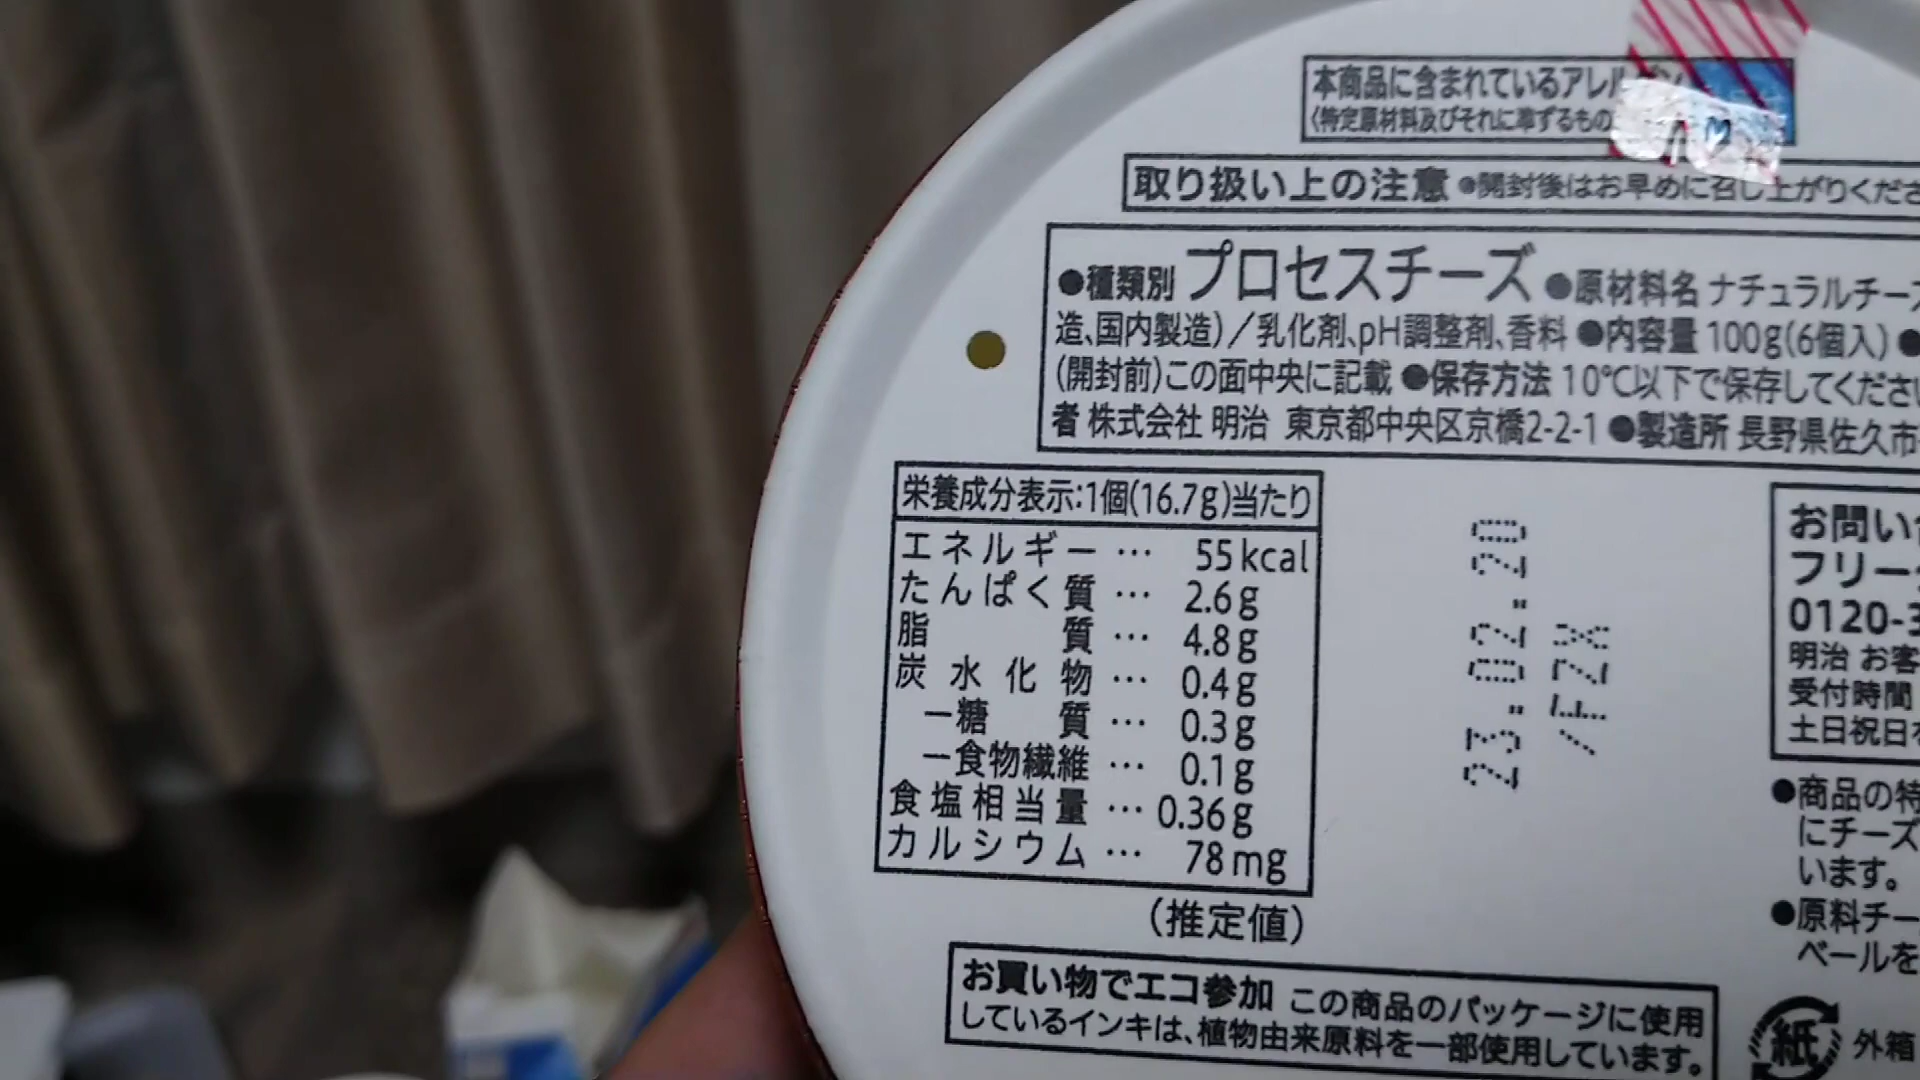 本商品に含まれているアレル
(特定原材料及びそれに準ずるもの
取り扱い上の注意 ●開封後はお早めに召し上がりくださ
●種類別 プロセスチーズ ●原材料名 ナチュラルチーズ
造、国内製造)/乳化剤、pH調整剤、香料 ●内容量 100g(6個入) ●
(開封前)この面中央に記載 ●保存方法 10℃以下で保存してくださ
者 株式会社 明治 東京都中央区京橋2-2-1 ●製造所 長野県佐久市
栄養成分表示:1個(16.7g)当たり
エネルギー … 55kcal
たんぱく質 … 2.6g
脂質 … 4.8g
炭水化物 … 0.4g
ー糖質 … 0.3g
ー食物繊維 … 0.1g
食塩相当量 … 0.36g
カルシウム … 78mg
(推定値)
23.02.20
/FZX
お問い
フリー
0120-3
明治 お客
受付時間
土日祝日
●商品の特
にチーズ
います。
●原料チー
ベールを
お買い物でエコ参加 この商品のパッケージに使用
しているインキは、植物由来原料を一部使用しています。
紙 外箱